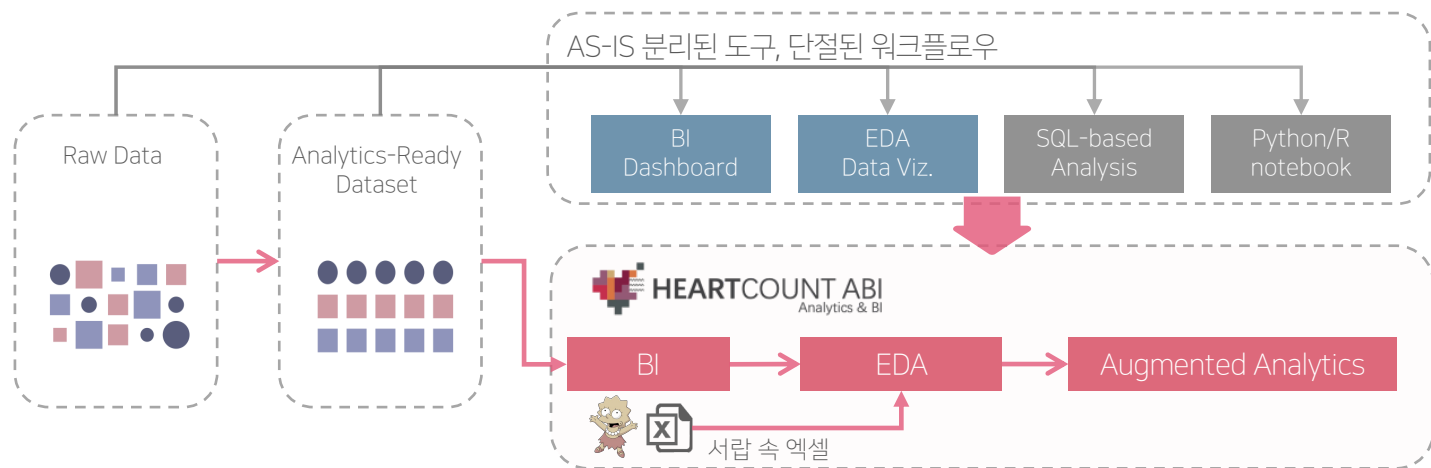 AS-IS 분리된 도구, 단절된 워크플로우
Raw Data
Analytics-Ready
Dataset
BI
Dashboard
EDA
Data Viz.
SQL-based
Analysis
Python/R
notebook
HEARTCOUNT ABI
Analytics & BI
BI
EDA
Augmented Analytics
X
서랍 속 엑셀